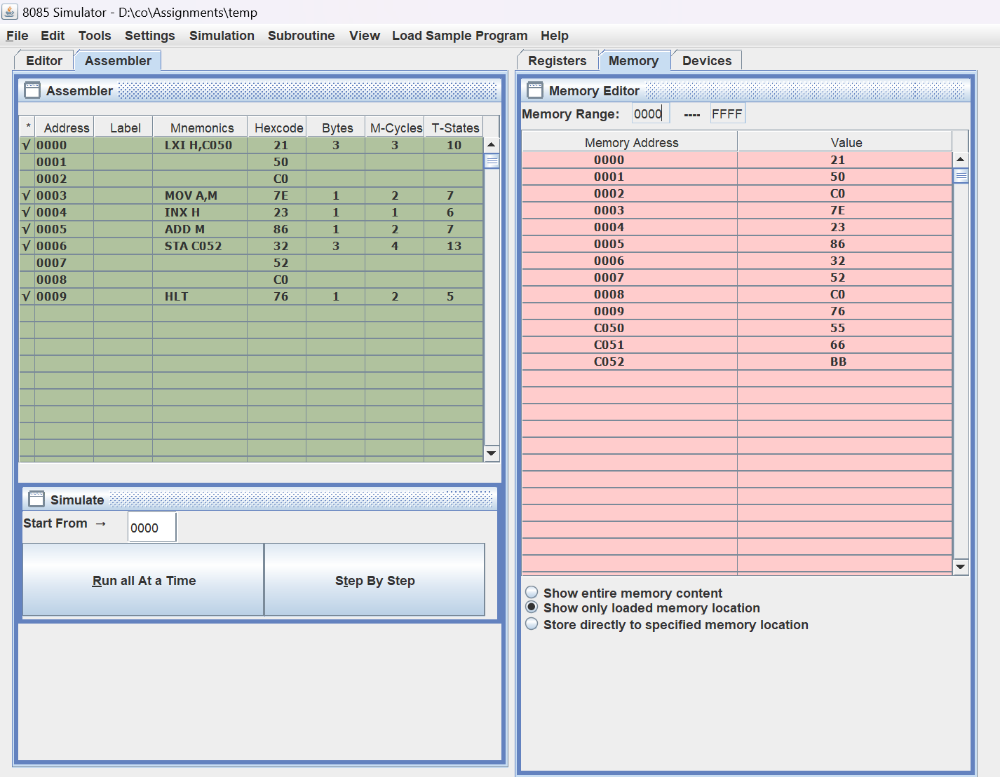 8085 Simulator - D:\co\Assignments\temp
File Edit Tools Settings Simulation Subroutine View Load Sample Program Help
Editor Assembler
Assembler
* Address Label Mnemonics Hexcode Bytes M-Cycles T-States
√ 0000 LXI H,C050 21 3 3 10
0001 50
0002 C0
√ 0003 MOV A,M 7E 1 2 7
√ 0004 INX H 23 1 1 6
√ 0005 ADD M 86 1 2 7
√ 0006 STA C052 32 3 4 13
0007 52
0008 C0
√ 0009 HLT 76 1 2 5
Simulate
Start From → 0000
Run all At a Time Step By Step
Registers Memory Devices
Memory Editor
Memory Range: 0000 ---- FFFF
Memory Address Value
0000 21
0001 50
0002 C0
0003 7E
0004 23
0005 86
0006 32
0007 52
0008 C0
0009 76
C050 55
C051 66
C052 BB
Show entire memory content
Show only loaded memory location
Store directly to specified memory location